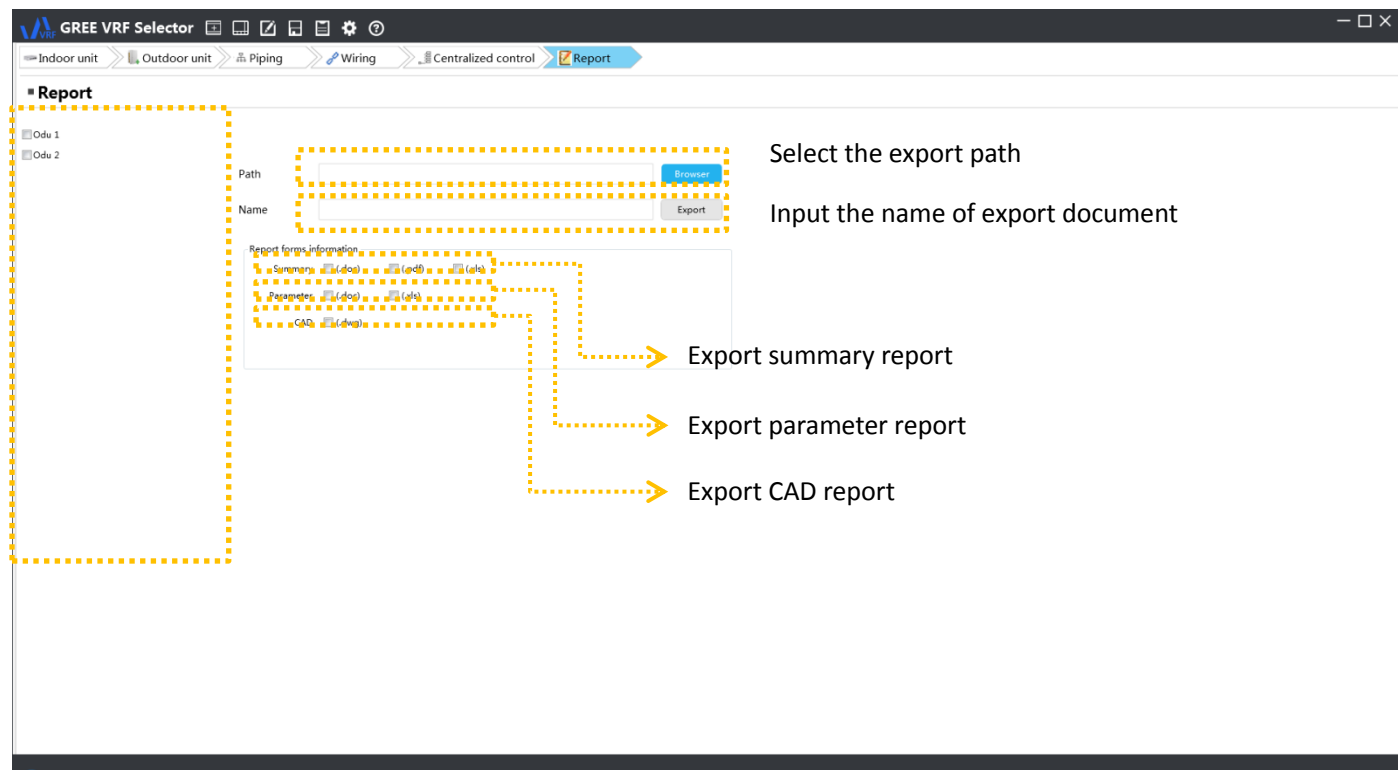 VRF GREE VRF Selector
Indoor unit Outdoor unit Piping Wiring Centralized control Report
Report
Odu 1
Odu 2
Path Browser
Select the export path
Name Export
Input the name of export document
Report forms information
Summary (.doc) (.pdf) (.xls)
Parameter (.doc) (.xls)
CAD (.dwg)
Export summary report
Export parameter report
Export CAD report